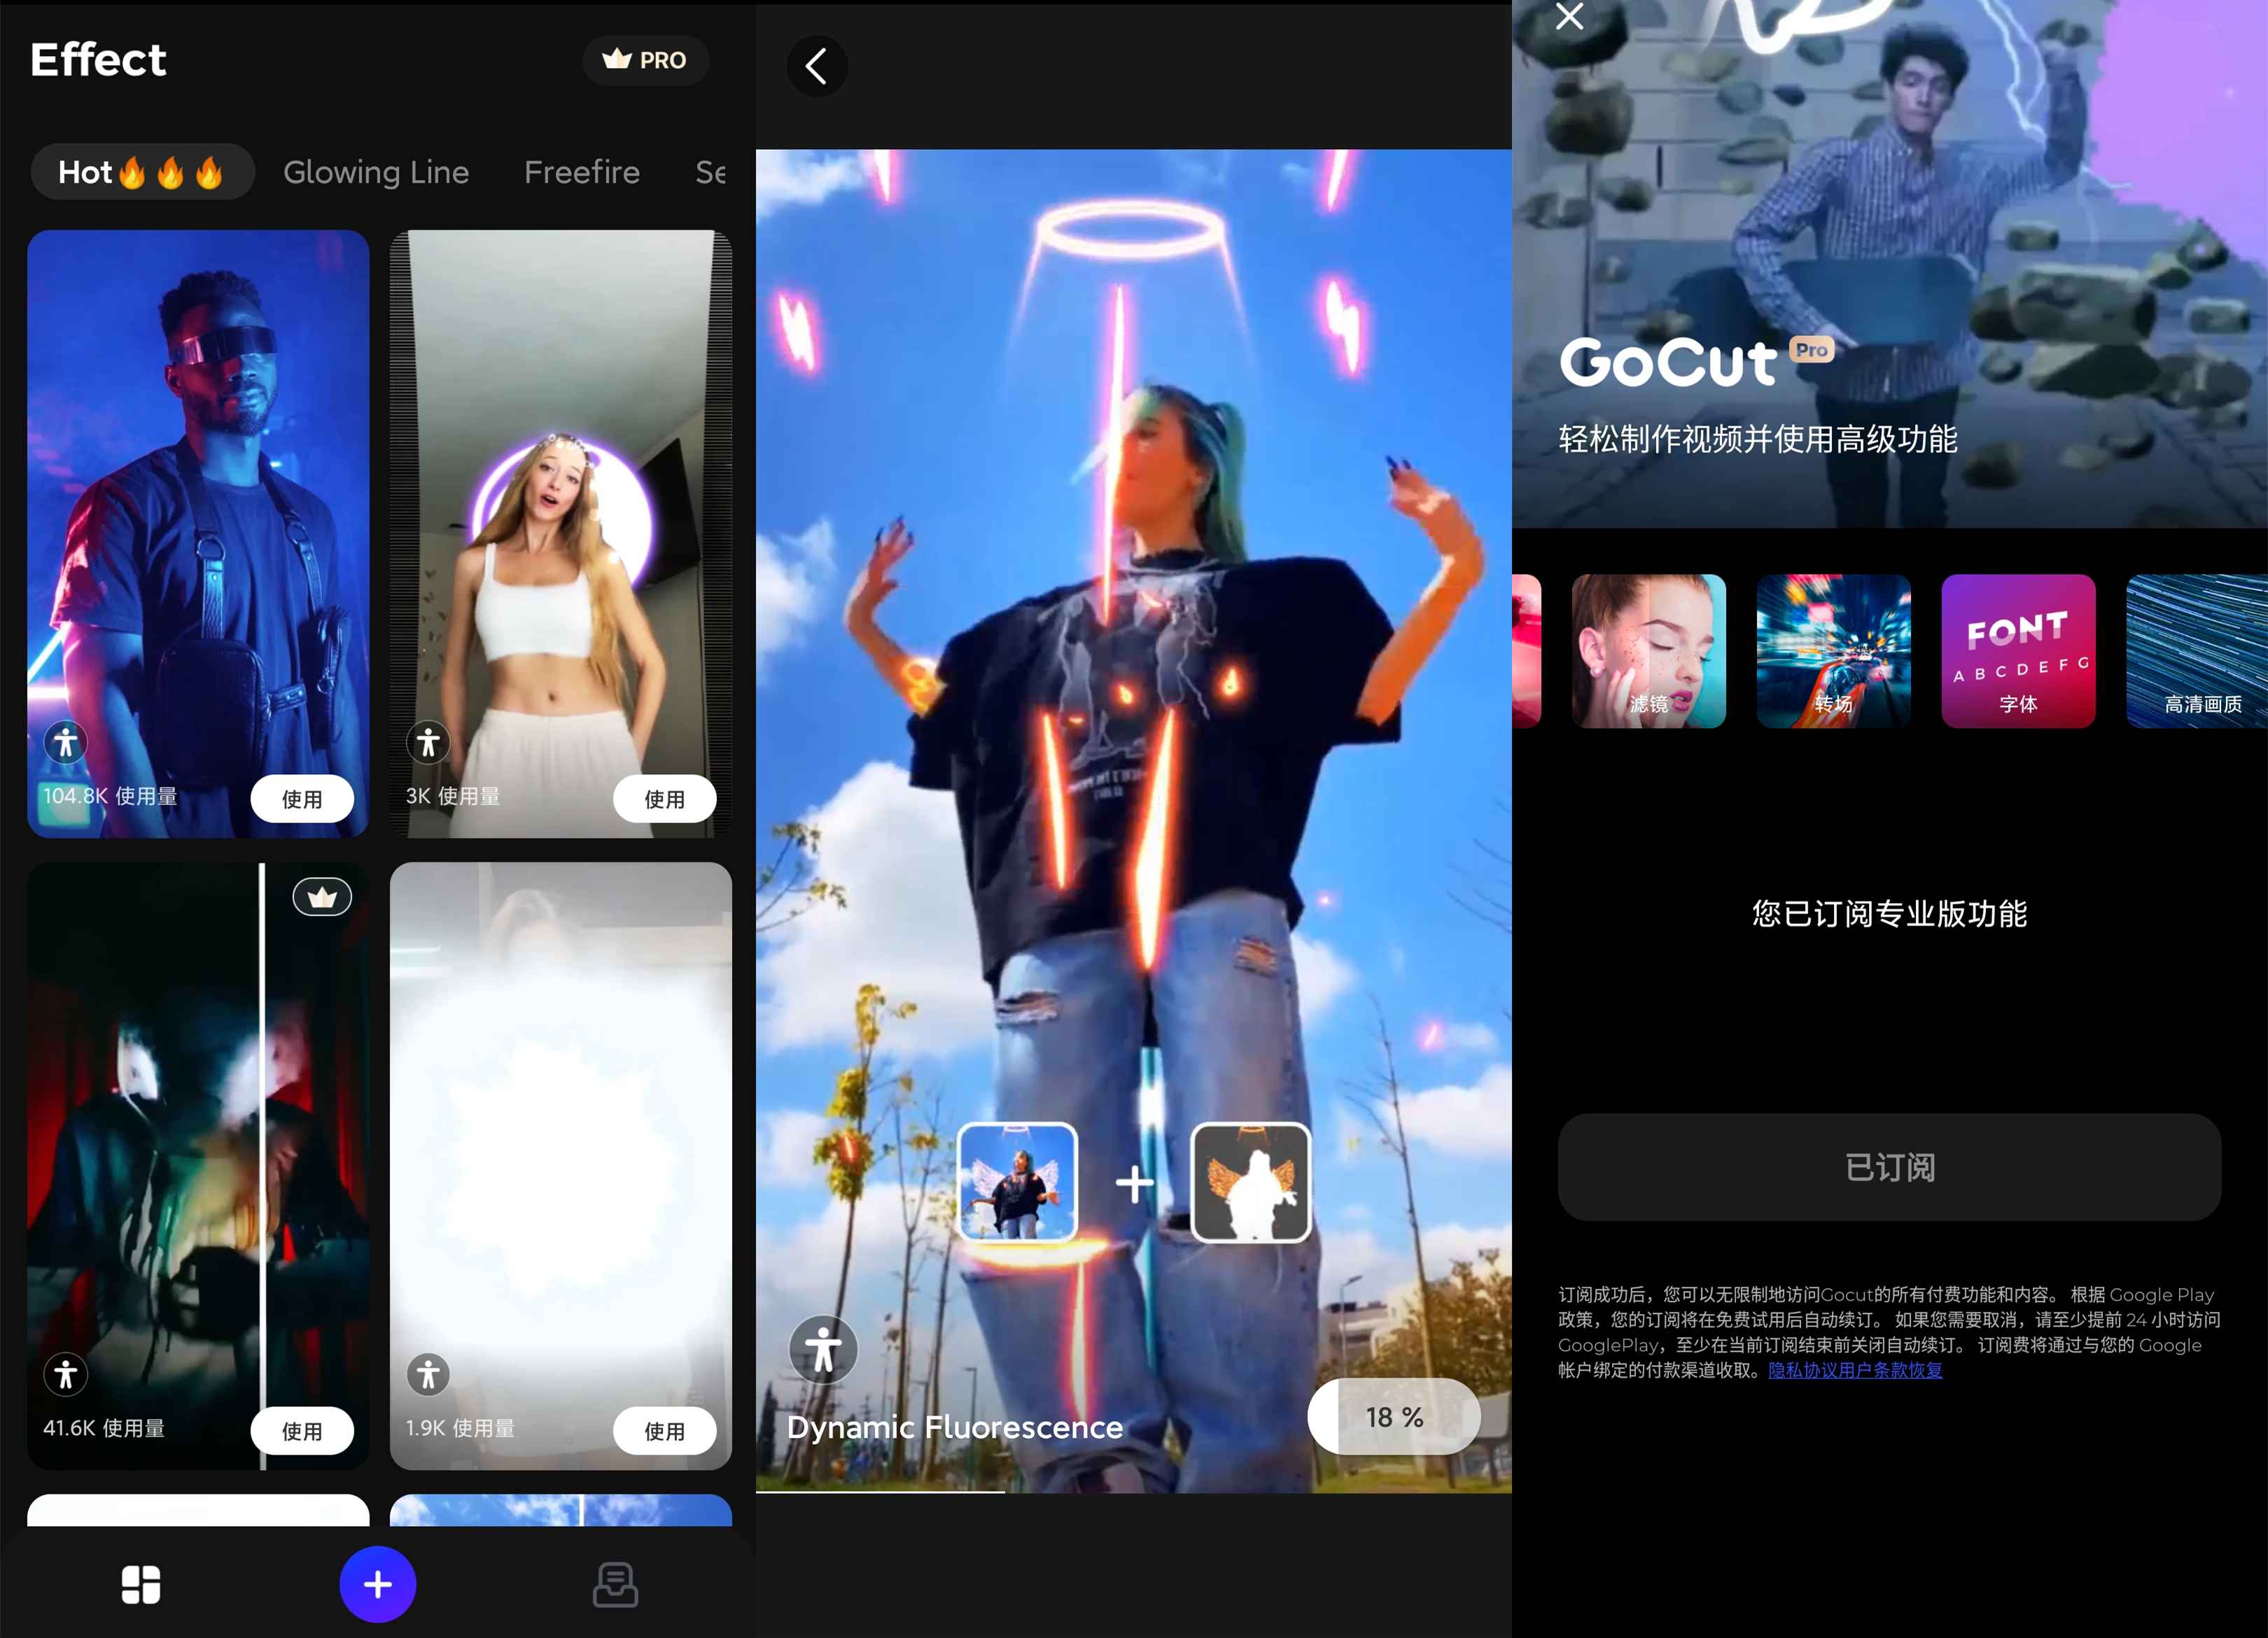 Effect
PRO
Hot🔥🔥🔥
Glowing Line
Freefire
Se
104.8K 使用量
使用
3K 使用量
使用
41.6K 使用量
使用
1.9K 使用量
使用
Dynamic Fluorescence
18 %
GoCut Pro
轻松制作视频并使用高级功能
滤镜
转场
FONT
A B C D E F G
字体
高清画质
您已订阅专业版功能
已订阅
订阅成功后，您可以无限制地访问Gocut的所有付费功能和内容。 根据 Google Play
政策，您的订阅将在免费试用后自动续订。 如果您需要取消，请至少提前 24 小时访问
GooglePlay，至少在当前订阅结束前关闭自动续订。 订阅费将通过与您的 Google
帐户绑定的付款渠道收取。隐私协议用户条款恢复